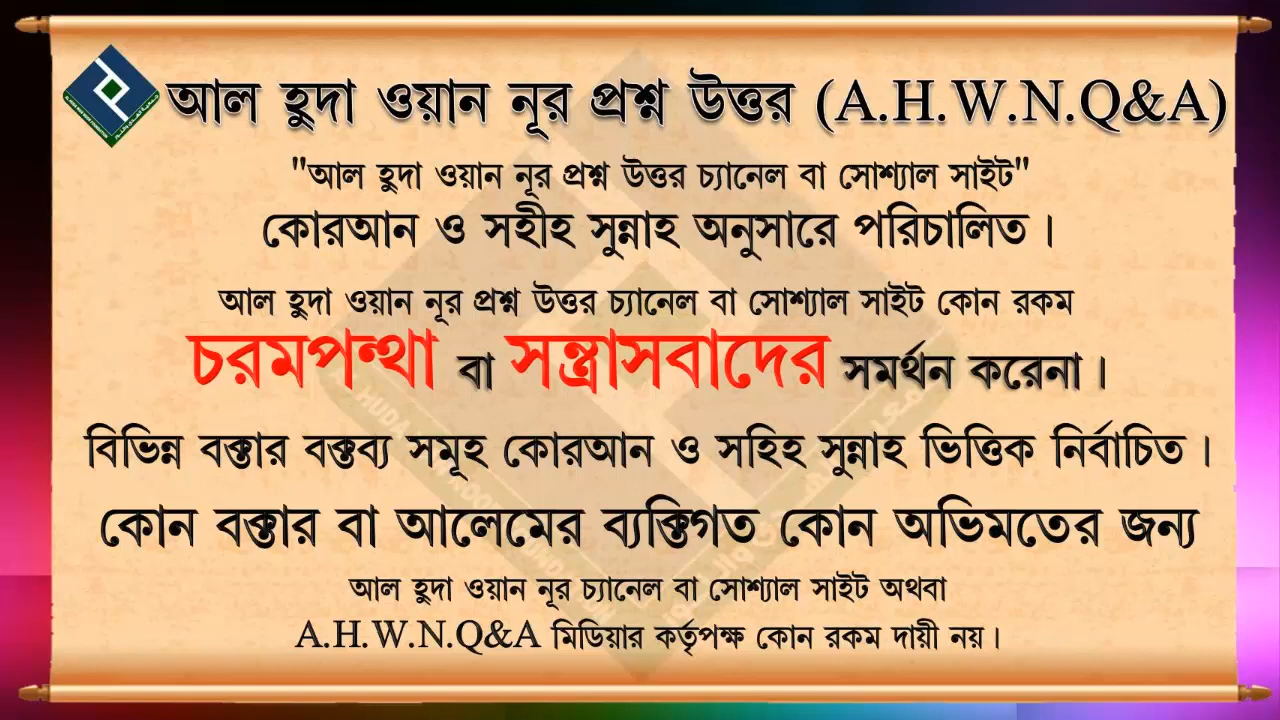 আল হুদা ওয়ান নূর প্রশ্ন উত্তর (A.H.W.N.Q&A)
"আল হুদা ওয়ান নূর প্রশ্ন উত্তর চ্যানেল বা সোশ্যাল সাইট"
কোরআন ও সহীহ সুন্নাহ অনুসারে পরিচালিত।
আল হুদা ওয়ান নূর প্রশ্ন উত্তর চ্যানেল বা সোশ্যাল সাইট কোন রকম
চরমপন্থা বা সন্ত্রাসবাদের সমর্থন করেনা।
বিভিন্ন বক্তার বক্তব্য সমূহ কোরআন ও সহিহ সুন্নাহ ভিত্তিক নির্বাচিত।
কোন বক্তার বা আলেমের ব্যক্তিগত কোন অভিমতের জন্য
আল হুদা ওয়ান নূর চ্যানেল বা সোশ্যাল সাইট অথবা
A.H.W.N.Q&A মিডিয়ার কর্তৃপক্ষ কোন রকম দায়ী নয়।